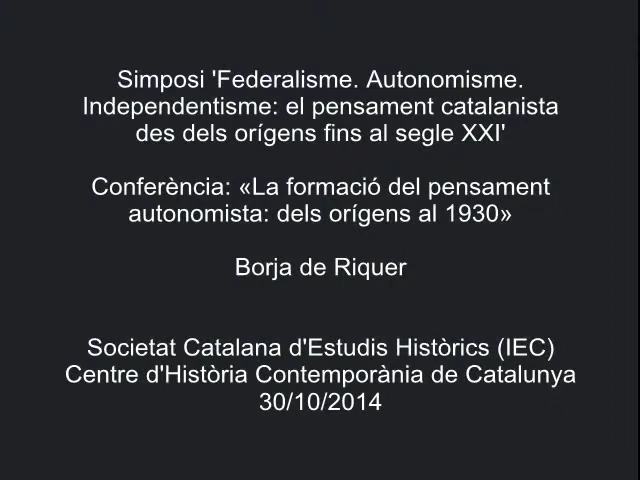 Simposi 'Federalisme. Autonomisme.
Independentisme: el pensament catalanista
des dels orígens fins al segle XXI'
Conferència: «La formació del pensament
autonomista: dels orígens al 1930»
Borja de Riquer
Societat Catalana d'Estudis Històrics (IEC)
Centre d'Història Contemporània de Catalunya
30/10/2014